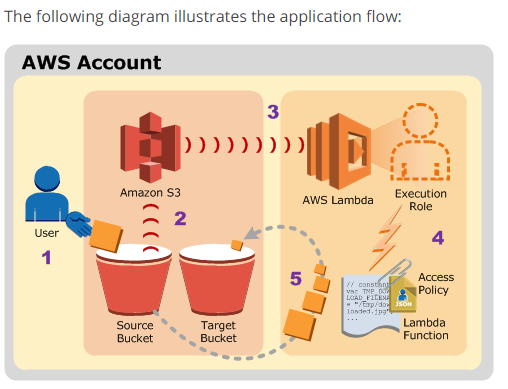 The following diagram illustrates the application flow:
AWS Account
3
Amazon S3
AWS Lambda
Execution
Role
User
1
2
4
5
// constant
var TMP_DOW
LOAD_FILENA
= "/tmp/dow
loaded.jpg"
...
JSON
Access
Policy
Lambda
Function
Source
Bucket
Target
Bucket